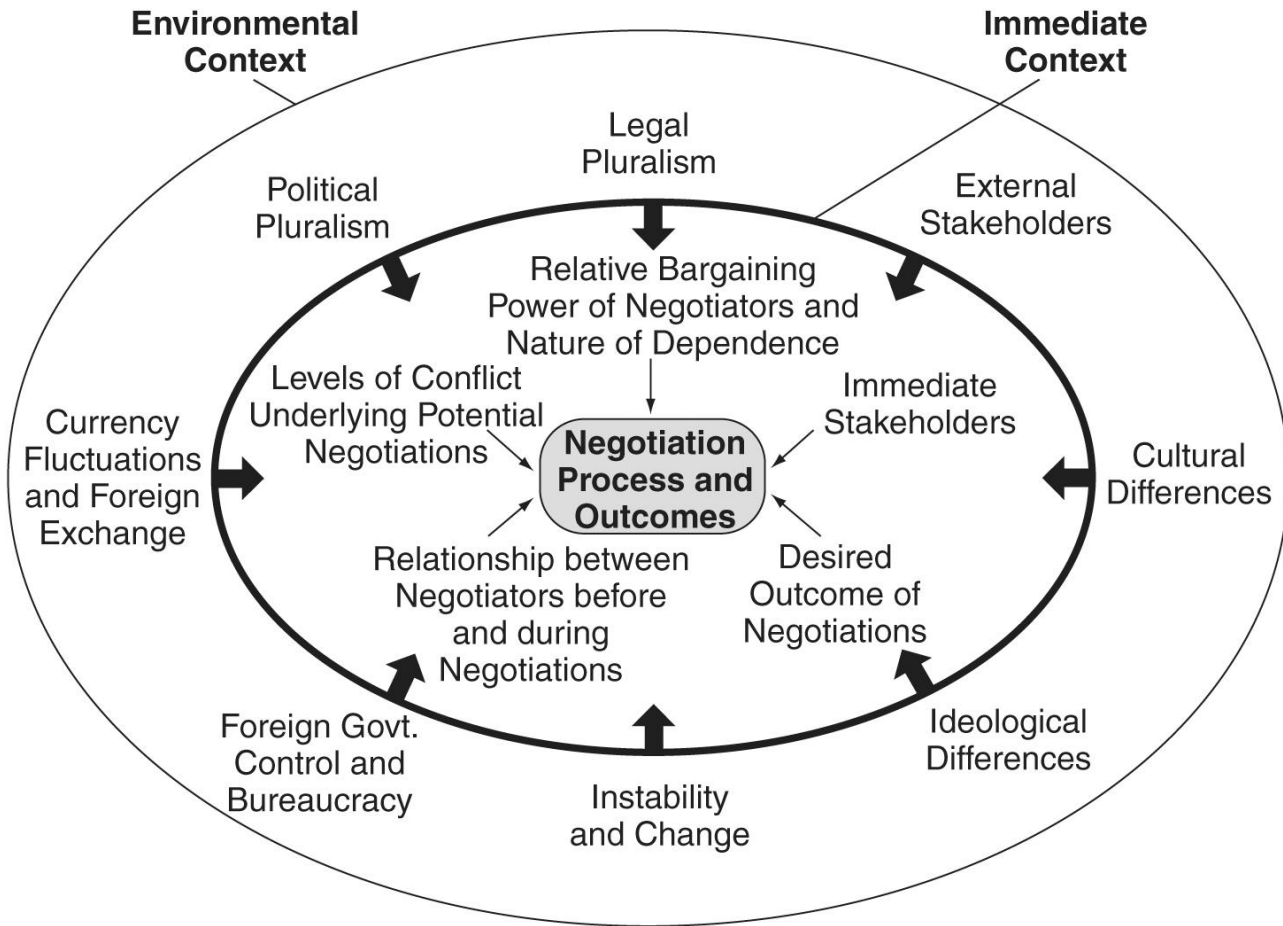 Environmental
Context
Immediate
Context
Legal
Pluralism
Political
Pluralism
External
Stakeholders
Relative Bargaining
Power of Negotiators and
Nature of Dependence
Levels of Conflict
Underlying Potential
Negotiations
Immediate
Stakeholders
Currency
Fluctuations
and Foreign
Exchange
Negotiation
Process and
Outcomes
Cultural
Differences
Relationship between
Negotiators before
and during
Negotiations
Desired
Outcome of
Negotiations
Foreign Govt.
Control and
Bureaucracy
Instability
and Change
Ideological
Differences